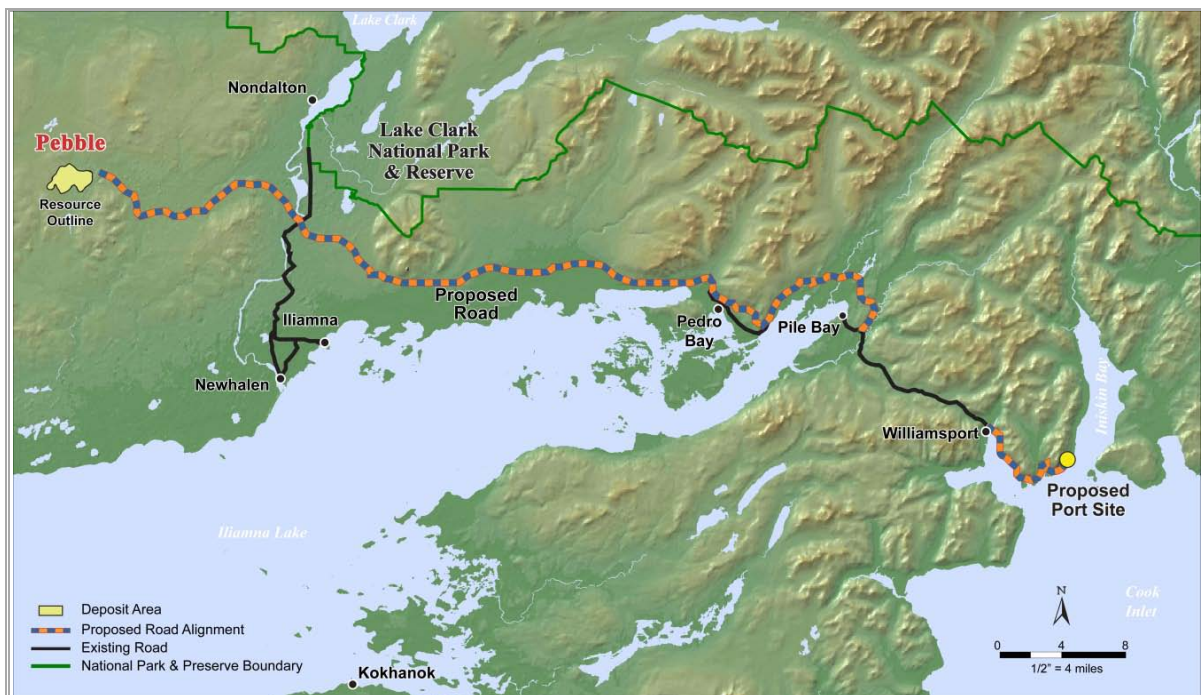 Lake Clark
Nondalton
Pebble
Resource
Outline
Lake Clark
National Park
& Reserve
Proposed
Road
Iliamna
Newhalen
Pedro
Bay
Pile Bay
Iniskin Bay
Williamsport
Proposed
Port Site
Iliamna Lake
Cook
Inlet
Deposit Area
Proposed Road Alignment
Existing Road
National Park & Preserve Boundary
Kokhanok
N
0 4 8
1/2" = 4 miles